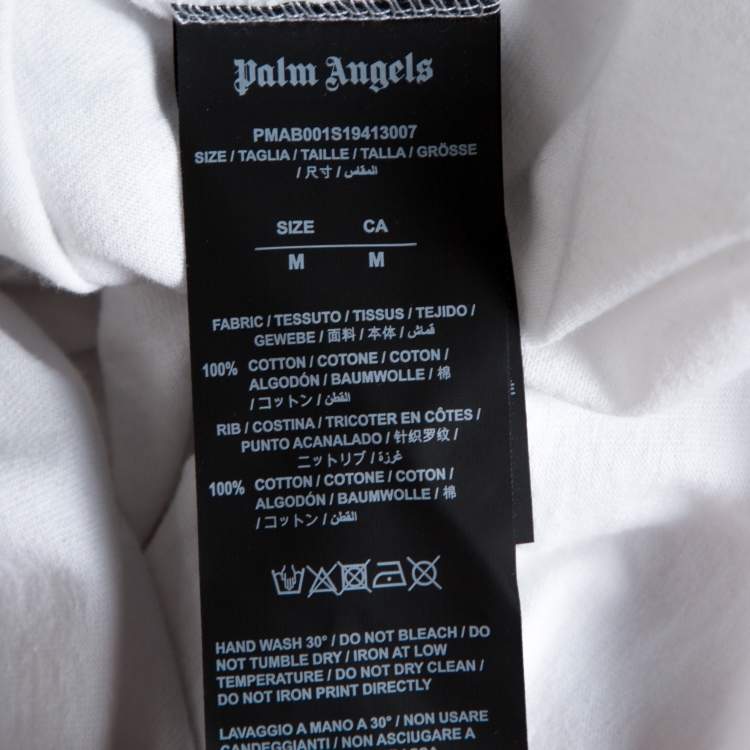 Palm Angels
PMAB001S19413007
SIZE / TAGLIA / TAILLE / TALLA / GRÖSSE
/ 尺寸 / المقاس
SIZE CA
M M
FABRIC / TESSUTO / TISSUS / TEJIDO /
GEWEBE / 面料 / 本体 / قماش
100% COTTON / COTONE / COTON /
ALGODÓN / BAUMWOLLE / 棉
/ コットン / القطن
RIB / COSTINA / TRICOTER EN CÔTES /
PUNTO ACANALADO / 针织罗纹 /
ニットリブ / غرزة
100% COTTON / COTONE / COTON /
ALGODÓN / BAUMWOLLE / 棉
/ コットン / القطن
HAND WASH 30° / DO NOT BLEACH / DO
NOT TUMBLE DRY / IRON AT LOW
TEMPERATURE / DO NOT DRY CLEAN /
DO NOT IRON PRINT DIRECTLY
LAVAGGIO A MANO A 30° / NON USARE
CANDEGGIANTI / NON ASCIUGARE A